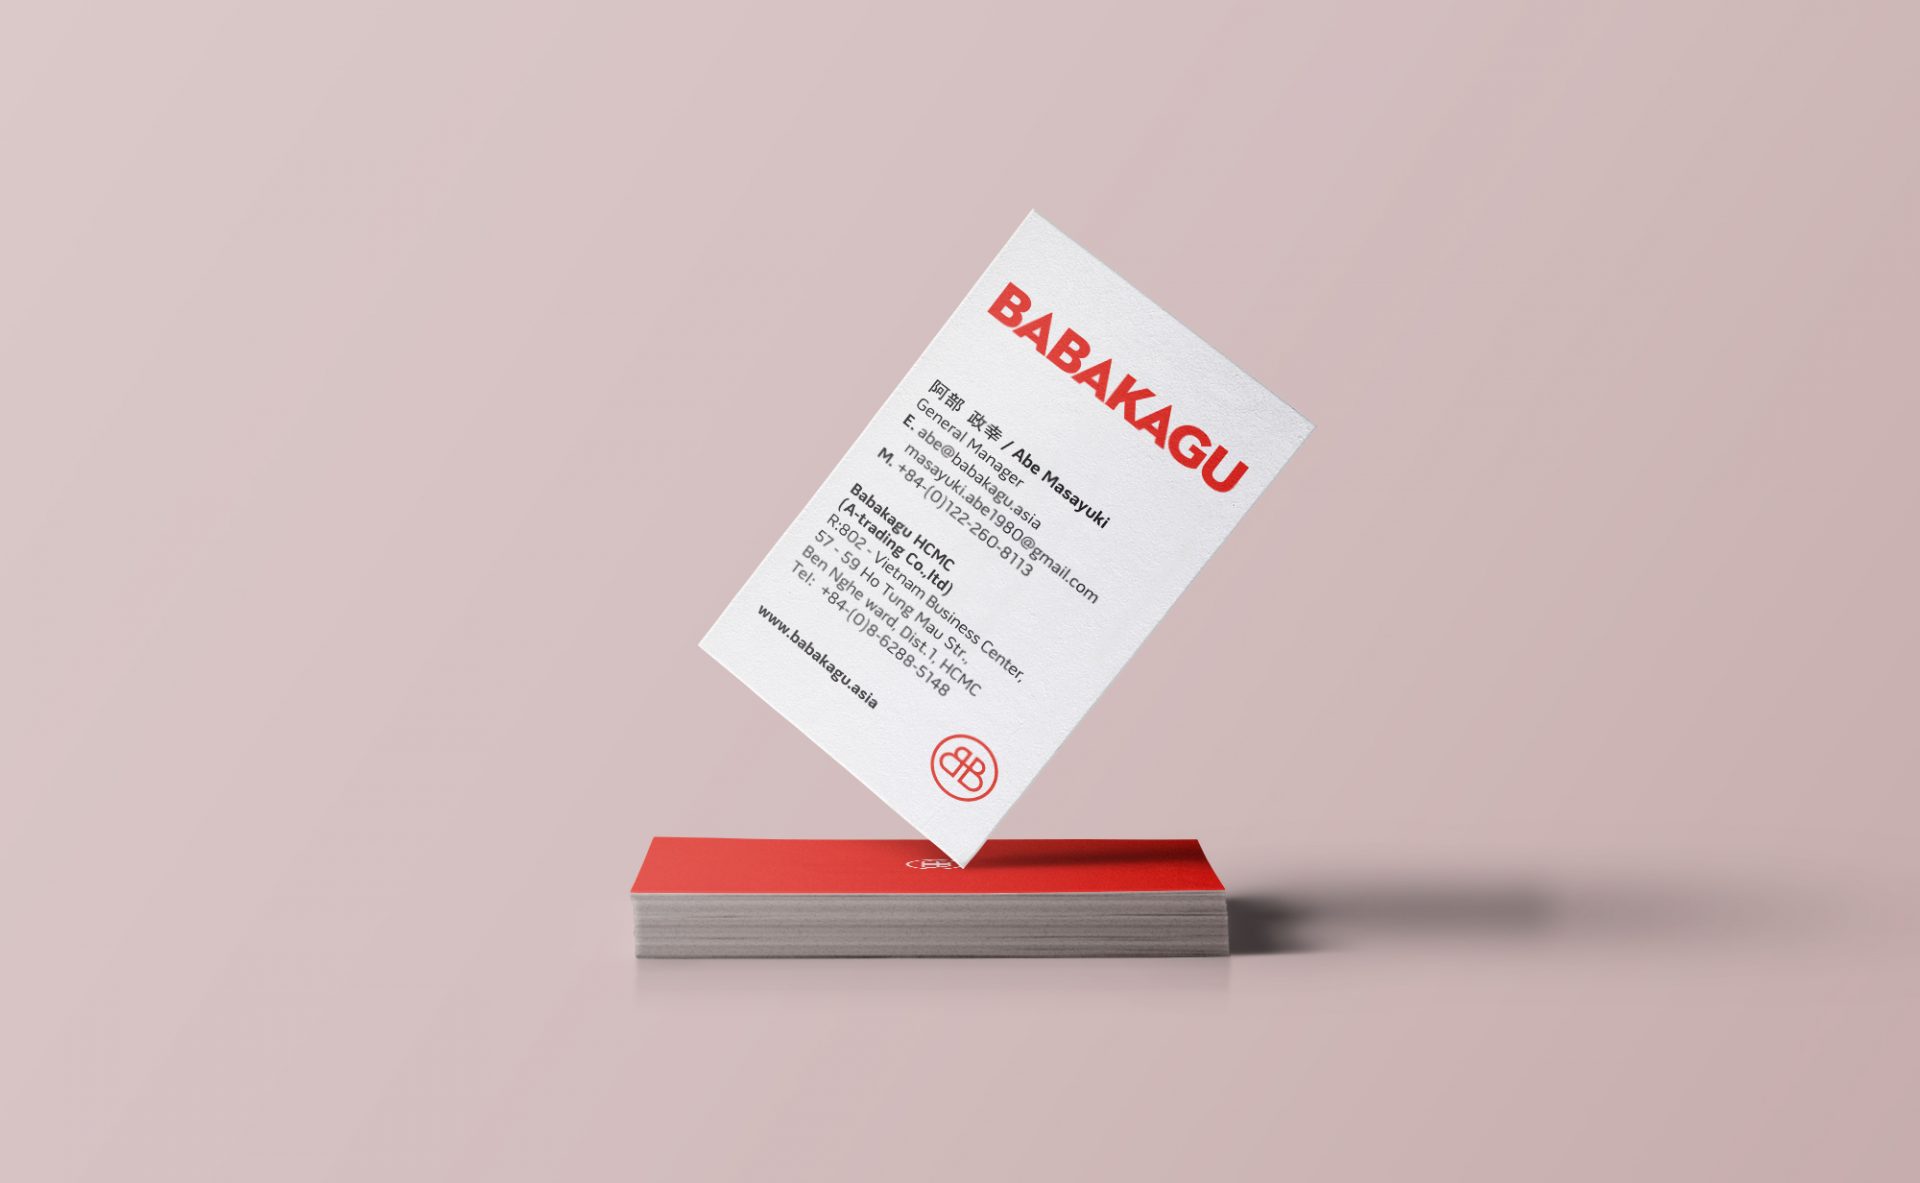 BABAKAGU
阿部 政幸 / Abe Masayuki
General Manager
E. abe@babakagu.asia
masayuki.abe1980@gmail.com
M. +84-(0)122-260-8113
Babakagu HCMC
(A-trading Co.,ltd)
R:802 - Vietnam Business Center,
57 - 59 Ho Tung Mau Str.,
Ben Nghe ward, Dist.1, HCMC
Tel: +84-(0)8-6288-5148
www.babakagu.asia
BB